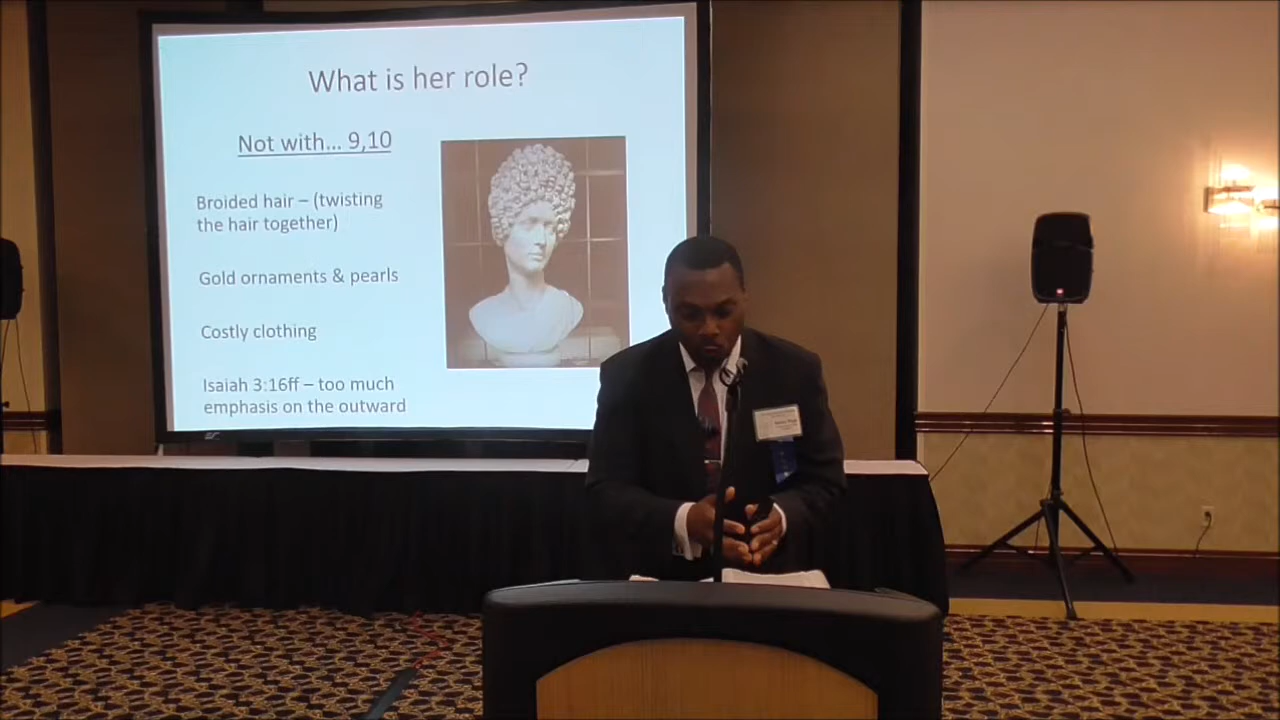 What is her role?
Not with... 9,10
Broided hair – (twisting
the hair together)
Gold ornaments & pearls
Costly clothing
Isaiah 3:16ff – too much
emphasis on the outward